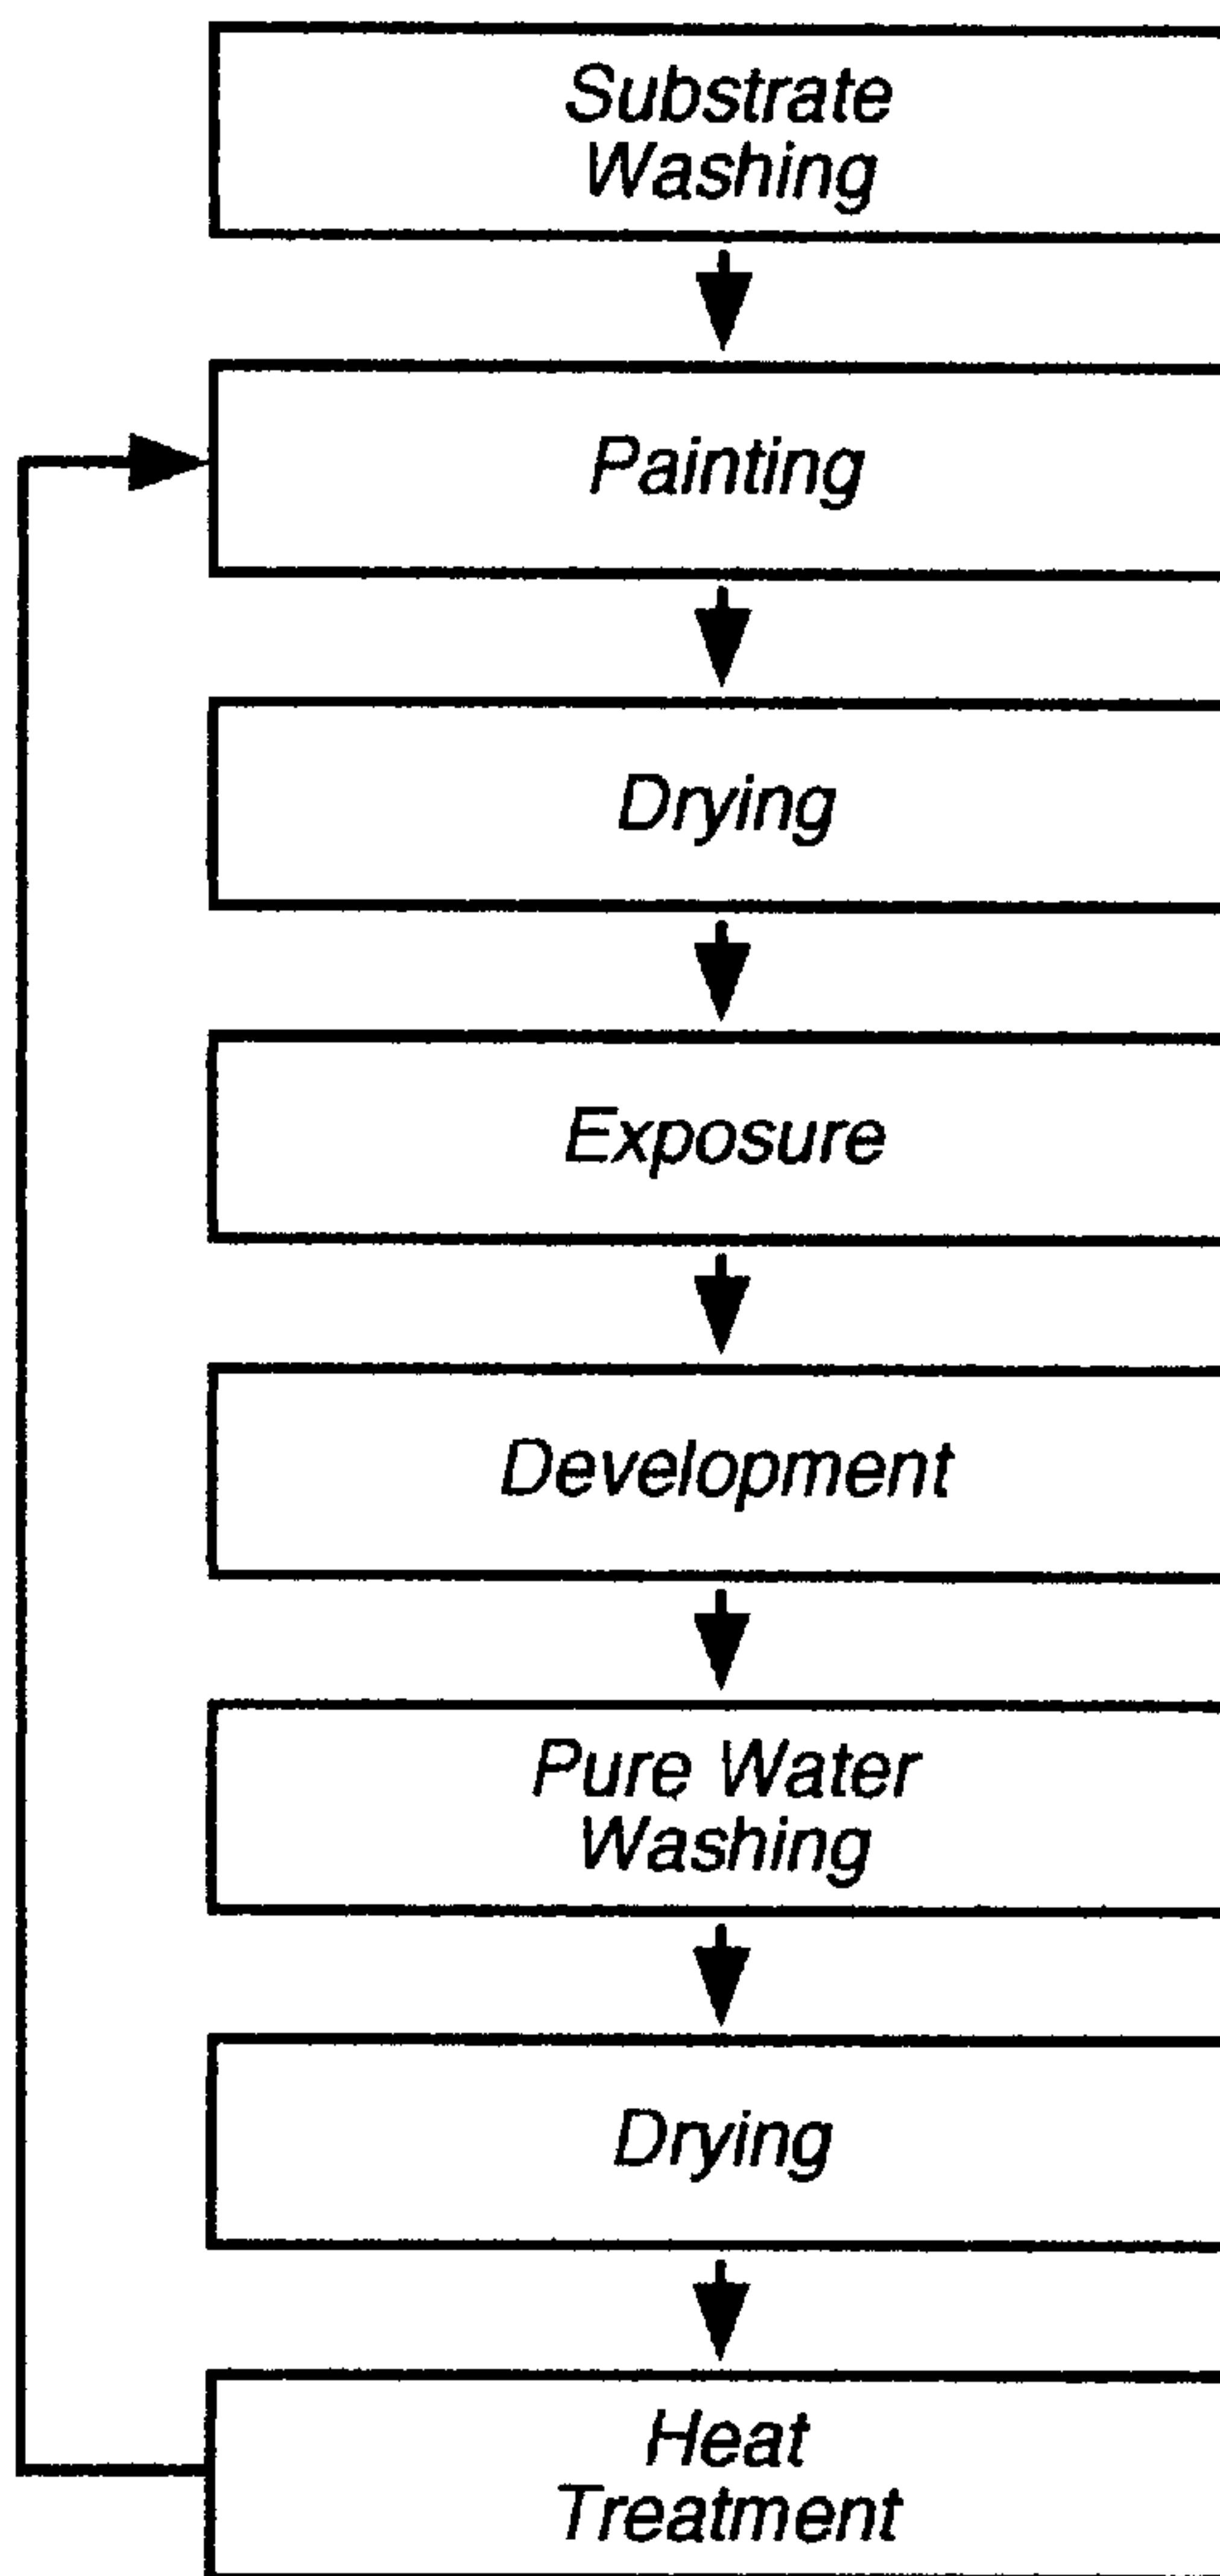 Substrate
Washing
Painting
Drying
Exposure
Development
Pure Water
Washing
Drying
Heat
Treatment